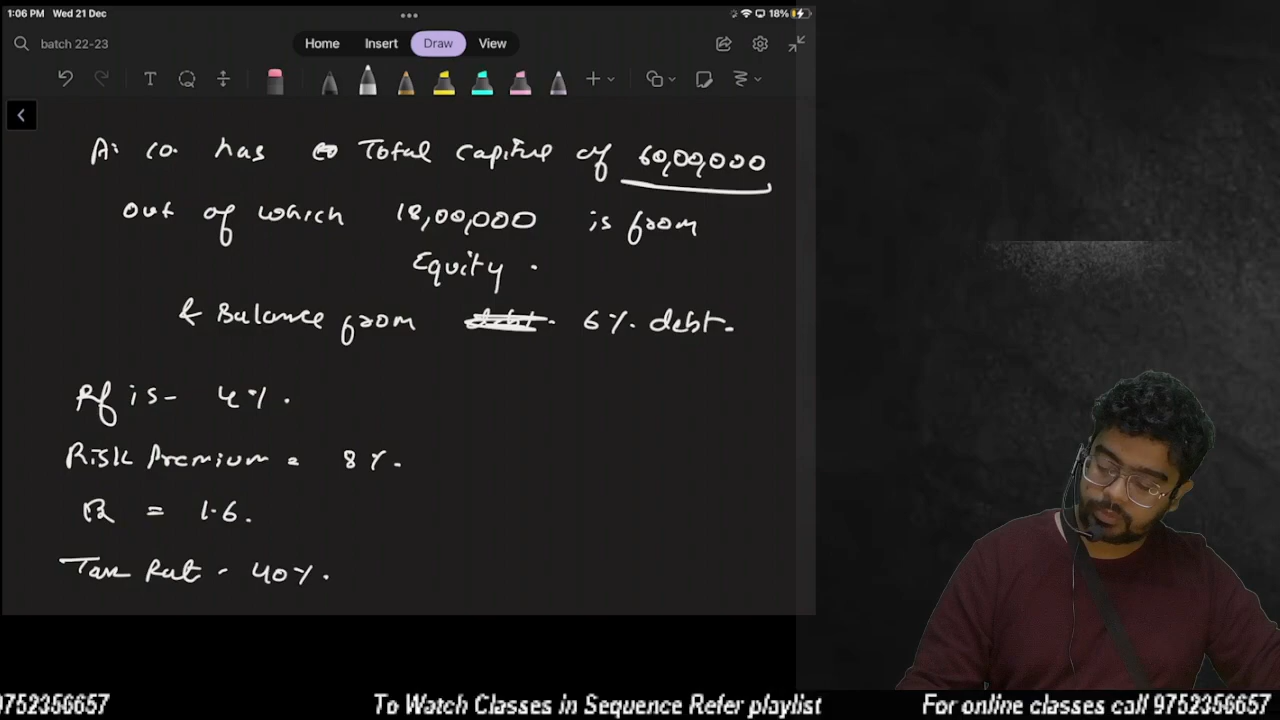 1:06 PM Wed 21 Dec
18%
batch 22-23
Home Insert Draw View
A: co. has Total capital of 60,00,000
out of which 18,00,000 is from
Equity.
& Balance from debt. 6%. debt.
Rf is - 4%.
Risk Premium = 8%.
B = 1.6.
Tax Rate - 40%.
9752356657 To Watch Classes in Sequence Refer playlist For online classes call 9752356657